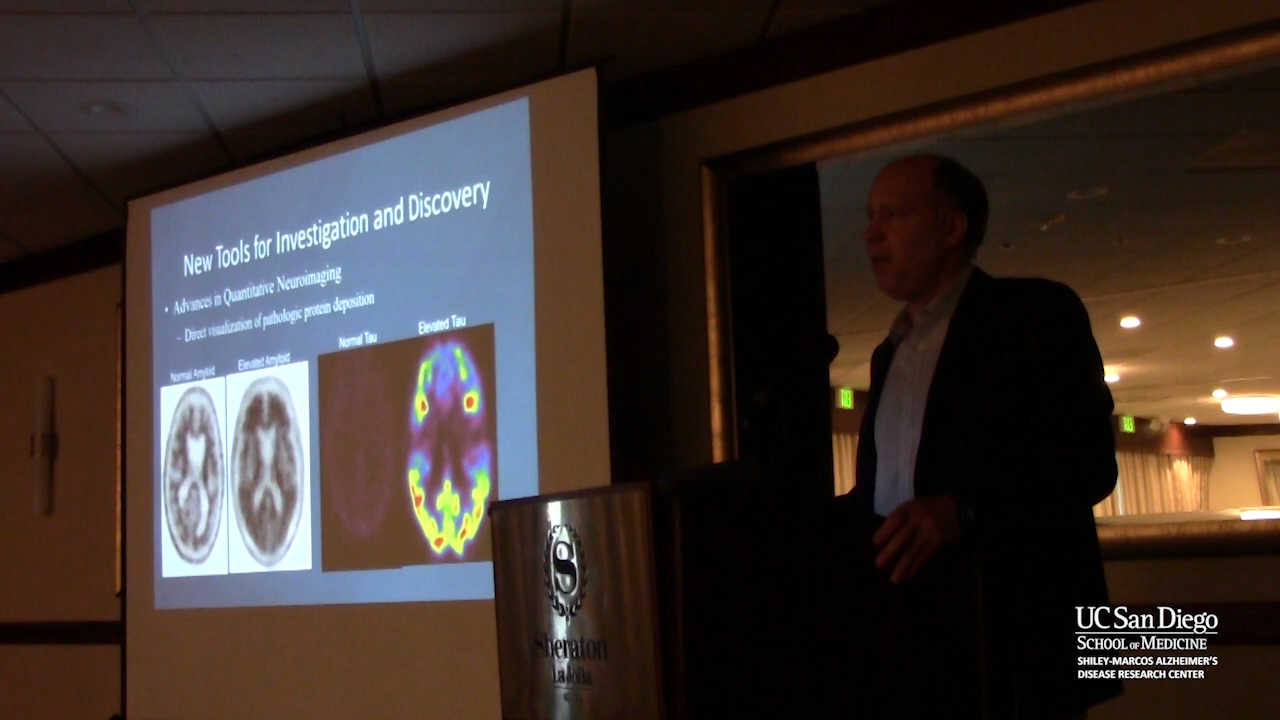 New Tools for Investigation and Discovery
• Advances in Quantitative Neuroimaging
– Direct visualization of pathologic protein deposition
Normal Amyloid
Elevated Amyloid
Normal Tau
Elevated Tau
S
Sheraton
La Jolla
UC San Diego
SCHOOL OF MEDICINE
SHILEY-MARCOS ALZHEIMER'S
DISEASE RESEARCH CENTER